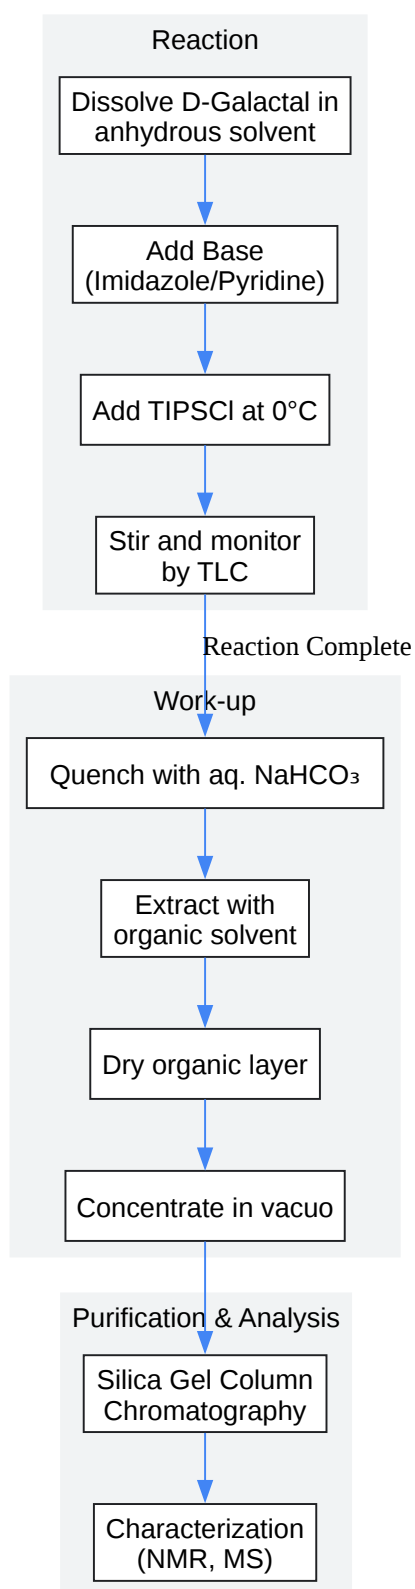 Reaction
Dissolve D-Galactal in
anhydrous solvent
Add Base
(Imidazole/Pyridine)
Add TIPSCl at 0°C
Stir and monitor
by TLC
Reaction Complete
Work-up
Quench with aq. NaHCO₃
Extract with
organic solvent
Dry organic layer
Concentrate in vacuo
Purification & Analysis
Silica Gel Column
Chromatography
Characterization
(NMR, MS)